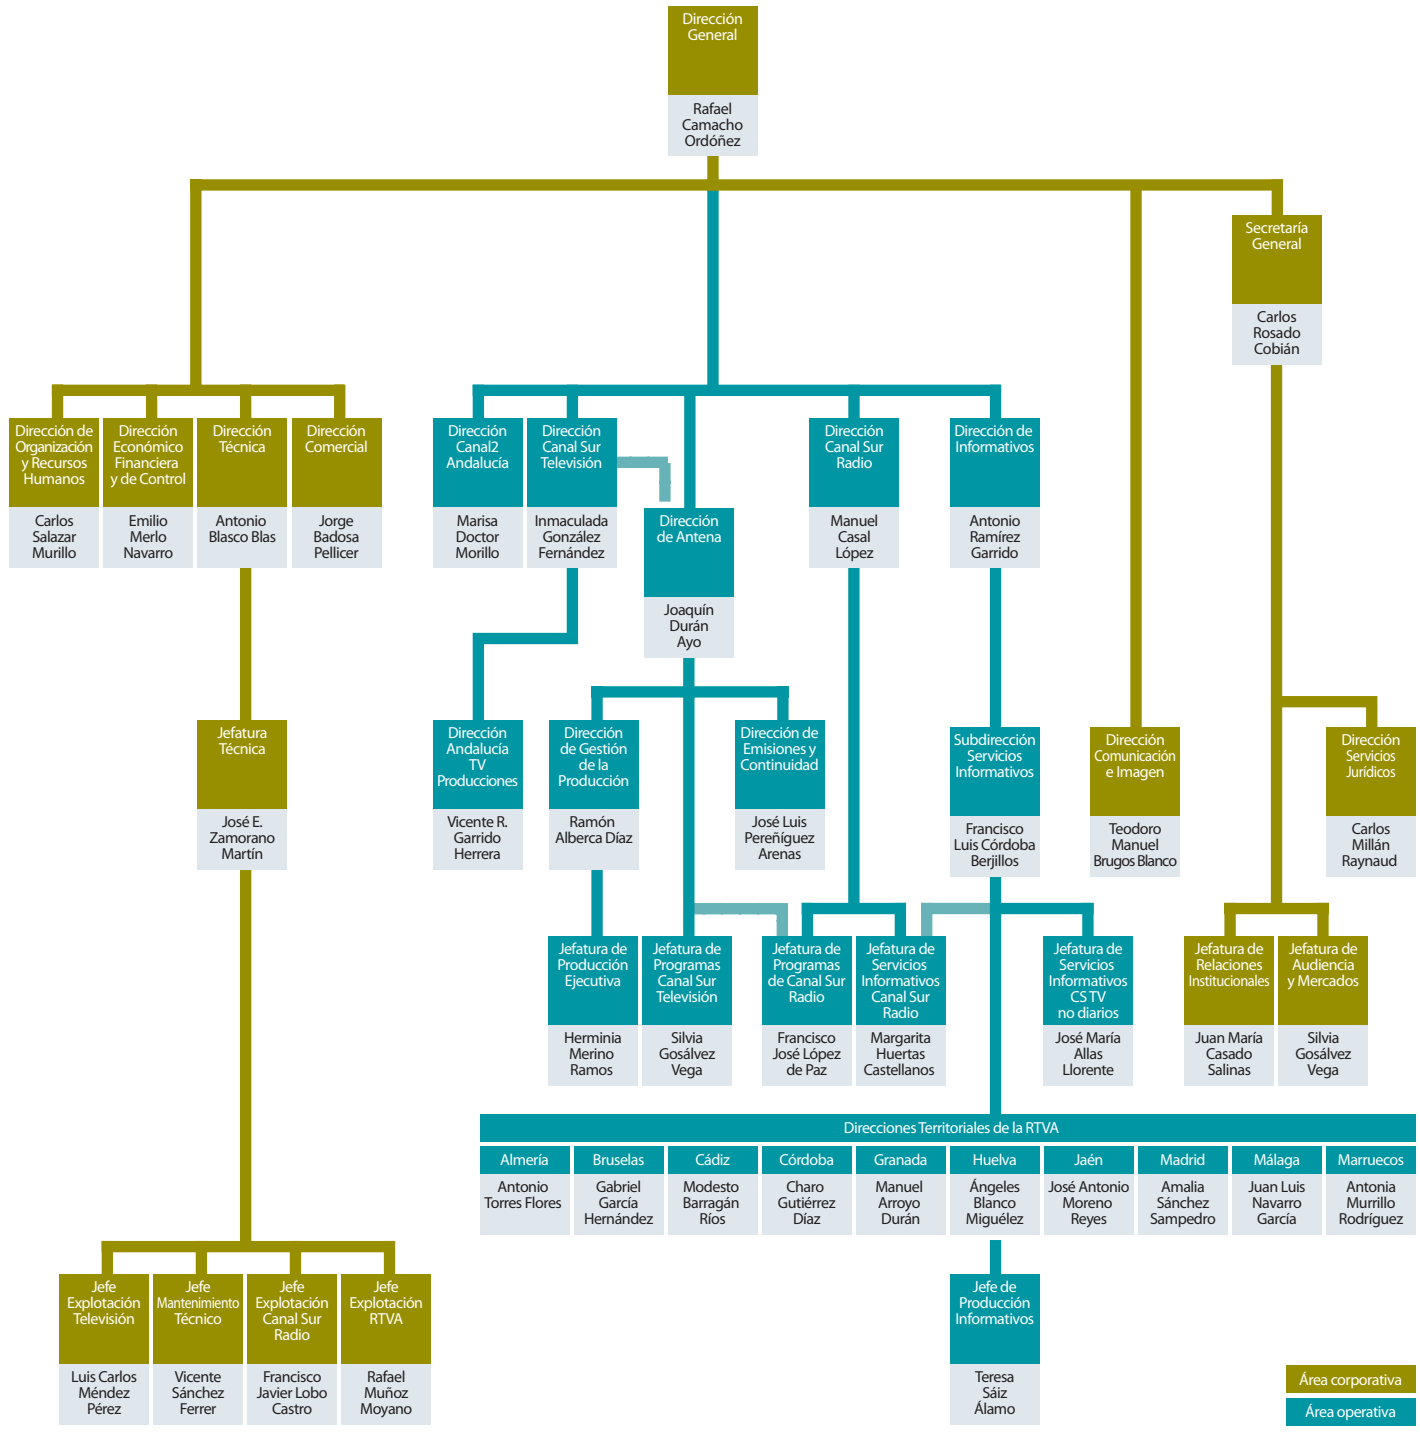 Dirección
General
Rafael
Camacho
Ordóñez
Secretaría
General
Carlos
Rosado
Cobián
Dirección de
Organización
y Recursos
Humanos
Carlos
Salazar
Murillo
Dirección
Económico
Financiera
y de Control
Emilio
Merlo
Navarro
Dirección
Técnica
Antonio
Blasco Blas
Dirección
Comercial
Jorge
Badosa
Pellicer
Dirección
Canal2
Andalucía
Marisa
Doctor
Morillo
Dirección
Canal Sur
Televisión
Inmaculada
González
Fernández
Dirección
de Antena
Joaquín
Durán
Ayo
Dirección
Canal Sur
Radio
Manuel
Casal
López
Dirección de
Informativos
Antonio
Ramírez
Garrido
Jefatura
Técnica
José E.
Zamorano
Martín
Dirección
Andalucía
TV
Producciones
Vicente R.
Garrido
Herrera
Dirección
de Gestión
de la
Producción
Ramón
Alberca Díaz
Dirección de
Emisiones y
Continuidad
José Luis
Pereñíguez
Arenas
Subdirección
Servicios
Informativos
Francisco
Luis Córdoba
Berjillos
Dirección
Comunicación
e Imagen
Teodoro
Manuel
Brugos Blanco
Dirección
Servicios
Jurídicos
Carlos
Millán
Raynaud
Jefatura de
Producción
Ejecutiva
Herminia
Merino
Ramos
Jefatura de
Programas
Canal Sur
Televisión
Silvia
Gosálvez
Vega
Jefatura de
Programas
de Canal Sur
Radio
Francisco
José López
de Paz
Jefatura de
Servicios
Informativos
Canal Sur
Radio
Margarita
Huertas
Castellanos
Jefatura de
Servicios
Informativos
CS TV
no diarios
José María
Allas
Llorente
Jefatura de
Relaciones
Institucionales
Juan María
Casado
Salinas
Jefatura de
Audiencia
y Mercados
Silvia
Gosálvez
Vega
Direcciones Territoriales de la RTVA
Almería
Antonio
Torres Flores
Bruselas
Gabriel
García
Hernández
Cádiz
Modesto
Barragán
Ríos
Córdoba
Charo
Gutiérrez
Díaz
Granada
Manuel
Arroyo
Durán
Huelva
Ángeles
Blanco
Miguélez
Jaén
José Antonio
Moreno
Reyes
Madrid
Amalia
Sánchez
Sampedro
Málaga
Juan Luis
Navarro
García
Marruecos
Antonia
Murrillo
Rodríguez
Jefe
Explotación
Televisión
Luis Carlos
Méndez
Pérez
Jefe
Mantenimiento
Técnico
Vicente
Sánchez
Ferrer
Jefe
Explotación
Canal Sur
Radio
Francisco
Javier Lobo
Castro
Jefe
Explotación
RTVA
Rafael
Muñoz
Moyano
Jefe de
Producción
Informativos
Teresa
Sáiz
Álamo
Área corporativa
Área operativa